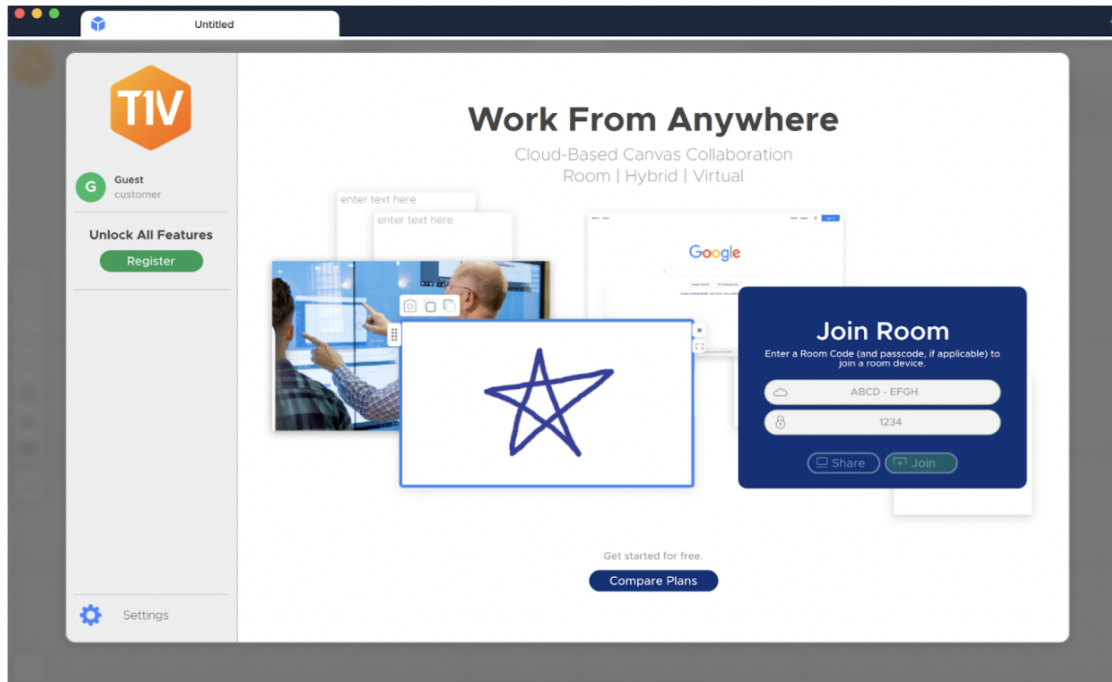 Untitled
T1V
G
Guest
customer
Unlock All Features
Register
Settings
Work From Anywhere
Cloud-Based Canvas Collaboration
Room | Hybrid | Virtual
enter text here
enter text here
Google
Join Room
Enter a Room Code (and passcode, if applicable) to
join a room device.
ABCD - EFGH
1234
Share
Join
Get started for free.
Compare Plans